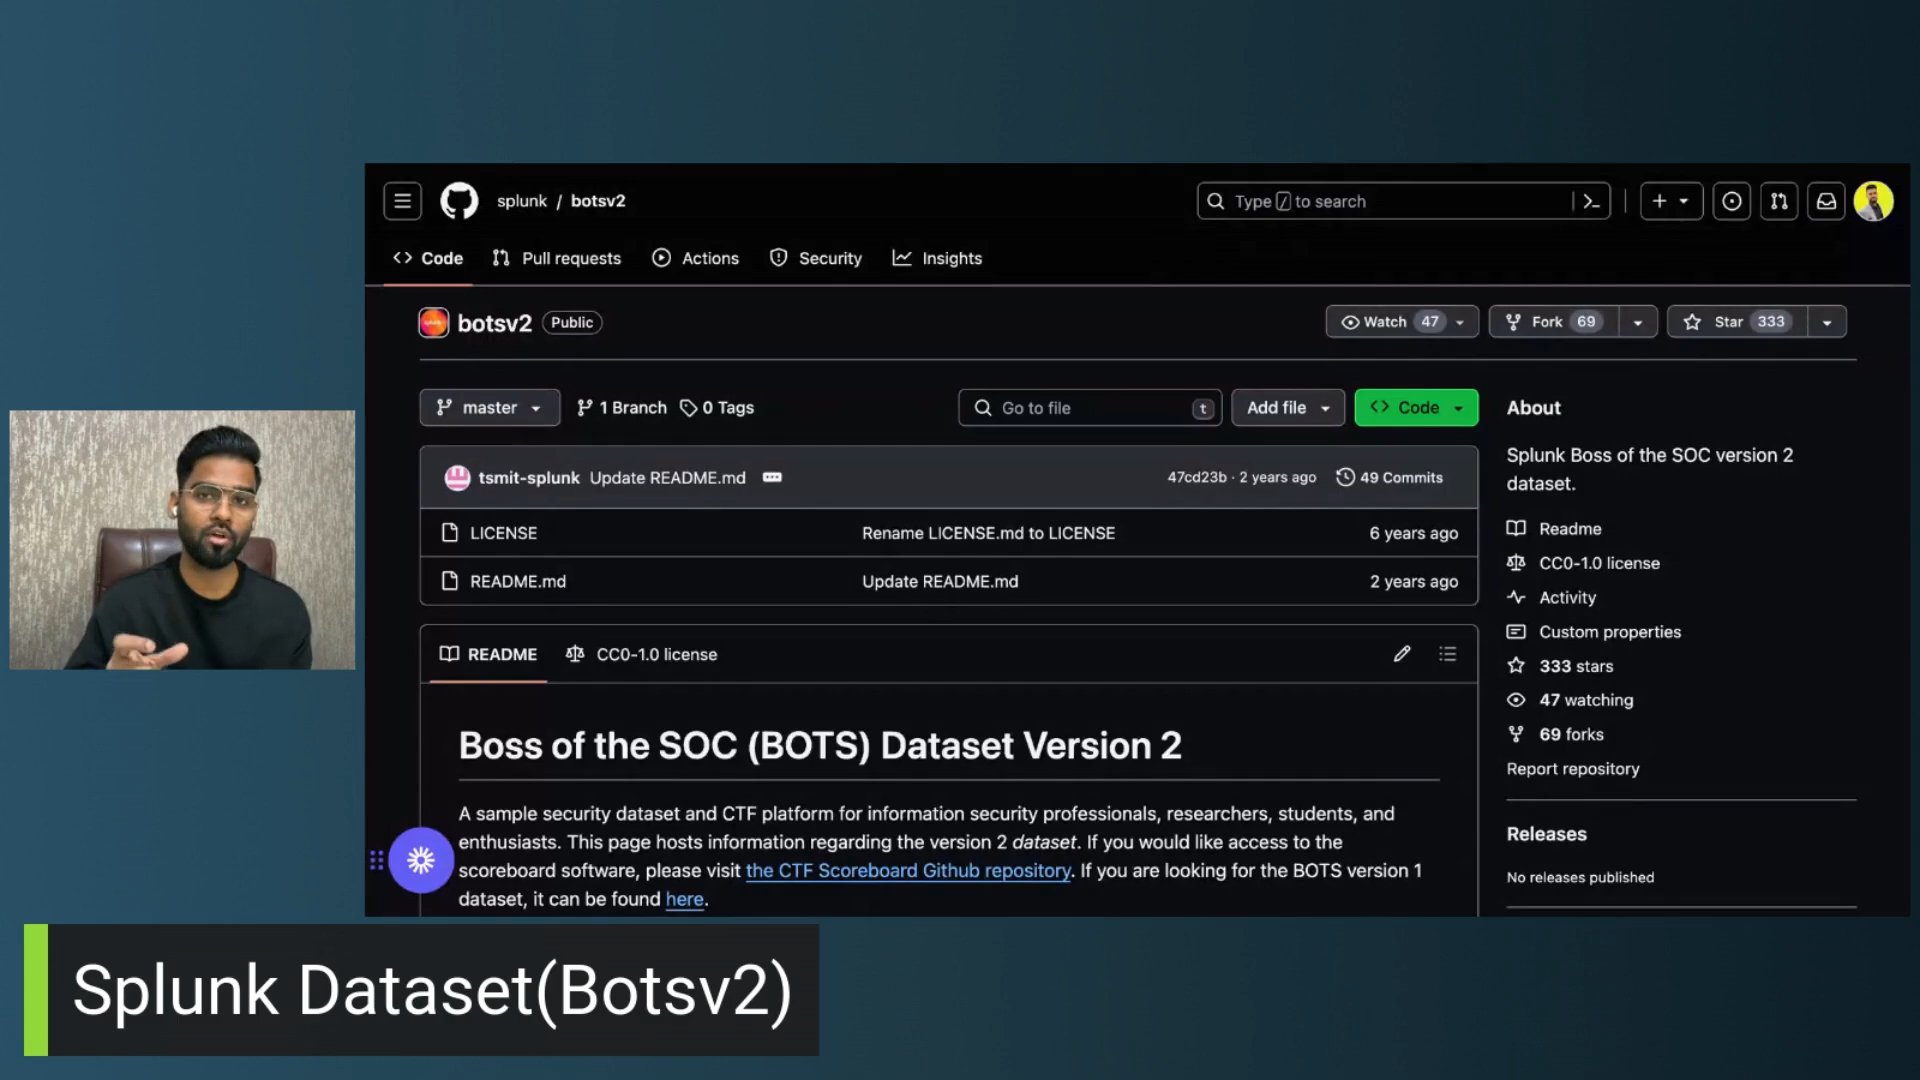 splunk / botsv2
Type / to search
Code
Pull requests
Actions
Security
Insights
botsv2
Public
Watch 47
Fork 69
Star 333
master
1 Branch
0 Tags
Go to file
t
Add file
Code
tsmit-splunk Update README.md
47cd23b · 2 years ago
49 Commits
LICENSE
Rename LICENSE.md to LICENSE
6 years ago
README.md
Update README.md
2 years ago
README
CC0-1.0 license
Boss of the SOC (BOTS) Dataset Version 2
A sample security dataset and CTF platform for information security professionals, researchers, students, and
enthusiasts. This page hosts information regarding the version 2 dataset. If you would like access to the
scoreboard software, please visit the CTF Scoreboard Github repository. If you are looking for the BOTS version 1
dataset, it can be found here.
About
Splunk Boss of the SOC version 2
dataset.
Readme
CC0-1.0 license
Activity
Custom properties
333 stars
47 watching
69 forks
Report repository
Releases
No releases published
Splunk Dataset(Botsv2)